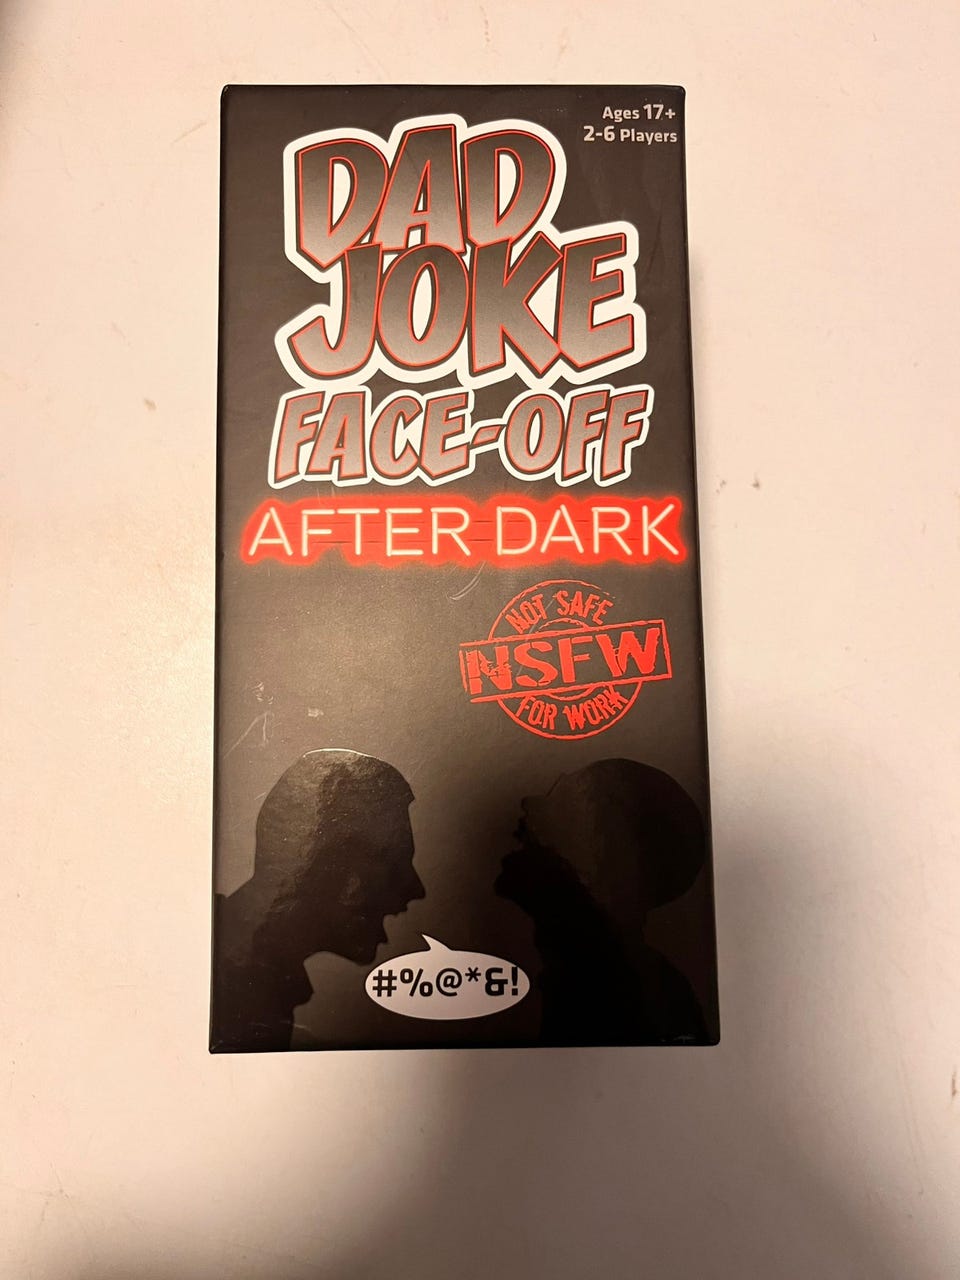 Ages 17+
2-6 Players
DAD
JOKE
FACE-OFF
AFTER DARK
NOT SAFE
NSFW
FOR WORK
#%@*&!